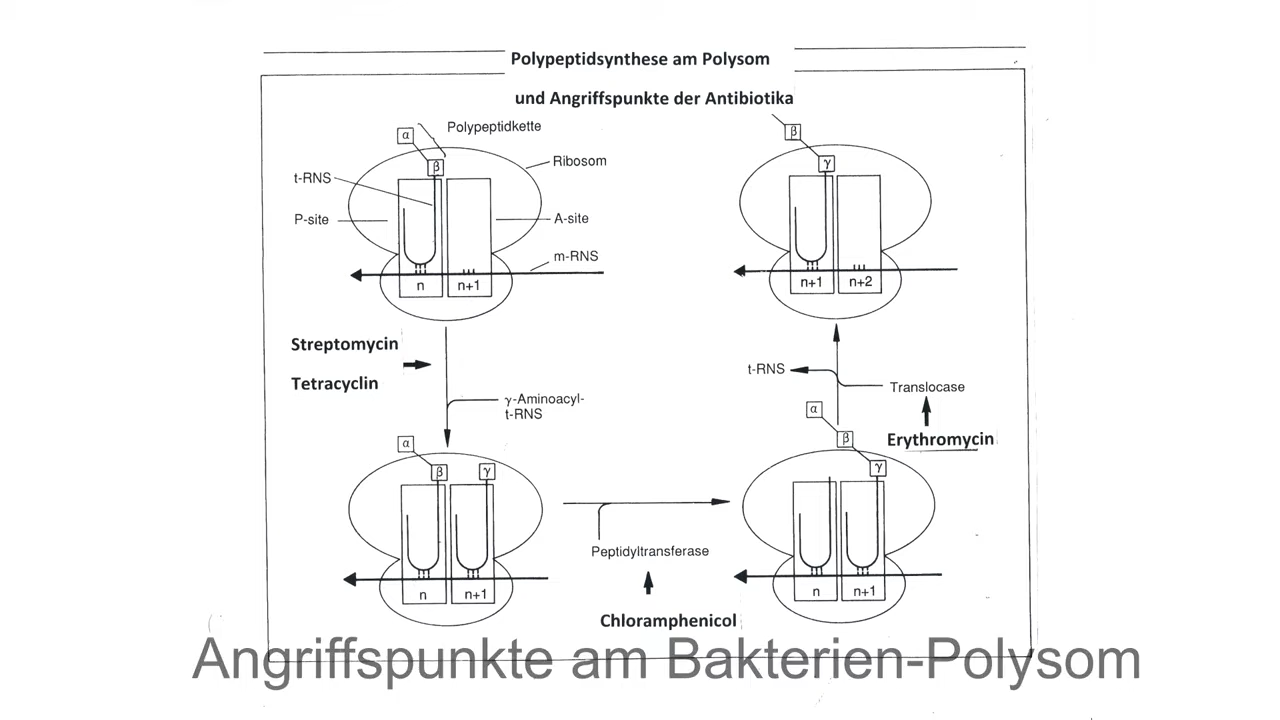 Polypeptidsynthese am Polysom
und Angriffspunkte der Antibiotika
α
Polypeptidkette
β
Ribosom
t-RNS
P-site
A-site
m-RNS
n
n+1
β
γ
n+1
n+2
Streptomycin
Tetracyclin
γ-Aminoacyl-
t-RNS
t-RNS
Translocase
Erythromycin
α
β
γ
n
n+1
Peptidyltransferase
Chloramphenicol
α
β
γ
n
n+1
Angriffspunkte am Bakterien-Polysom